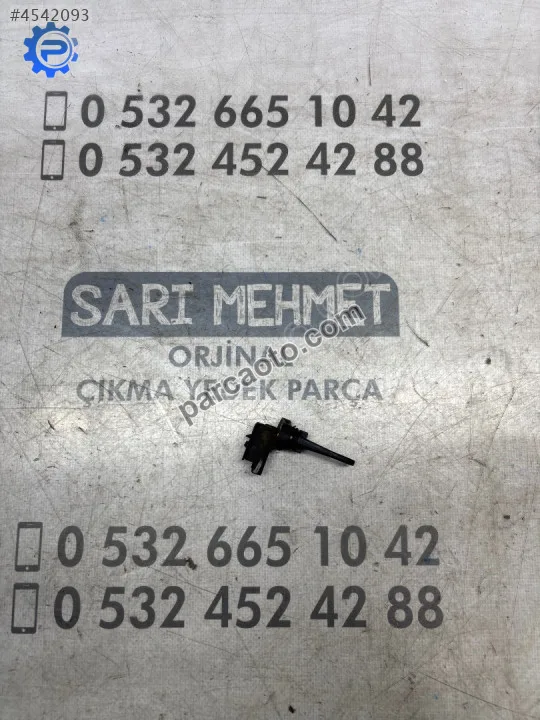 #4542093
0 532 665 10 42
0 532 452 42 88
SARI MEHMET
ORJİNAL
ÇIKMA YEDEK PARÇA
parcaoto.com
0 532 665 10 42
0 532 452 42 88